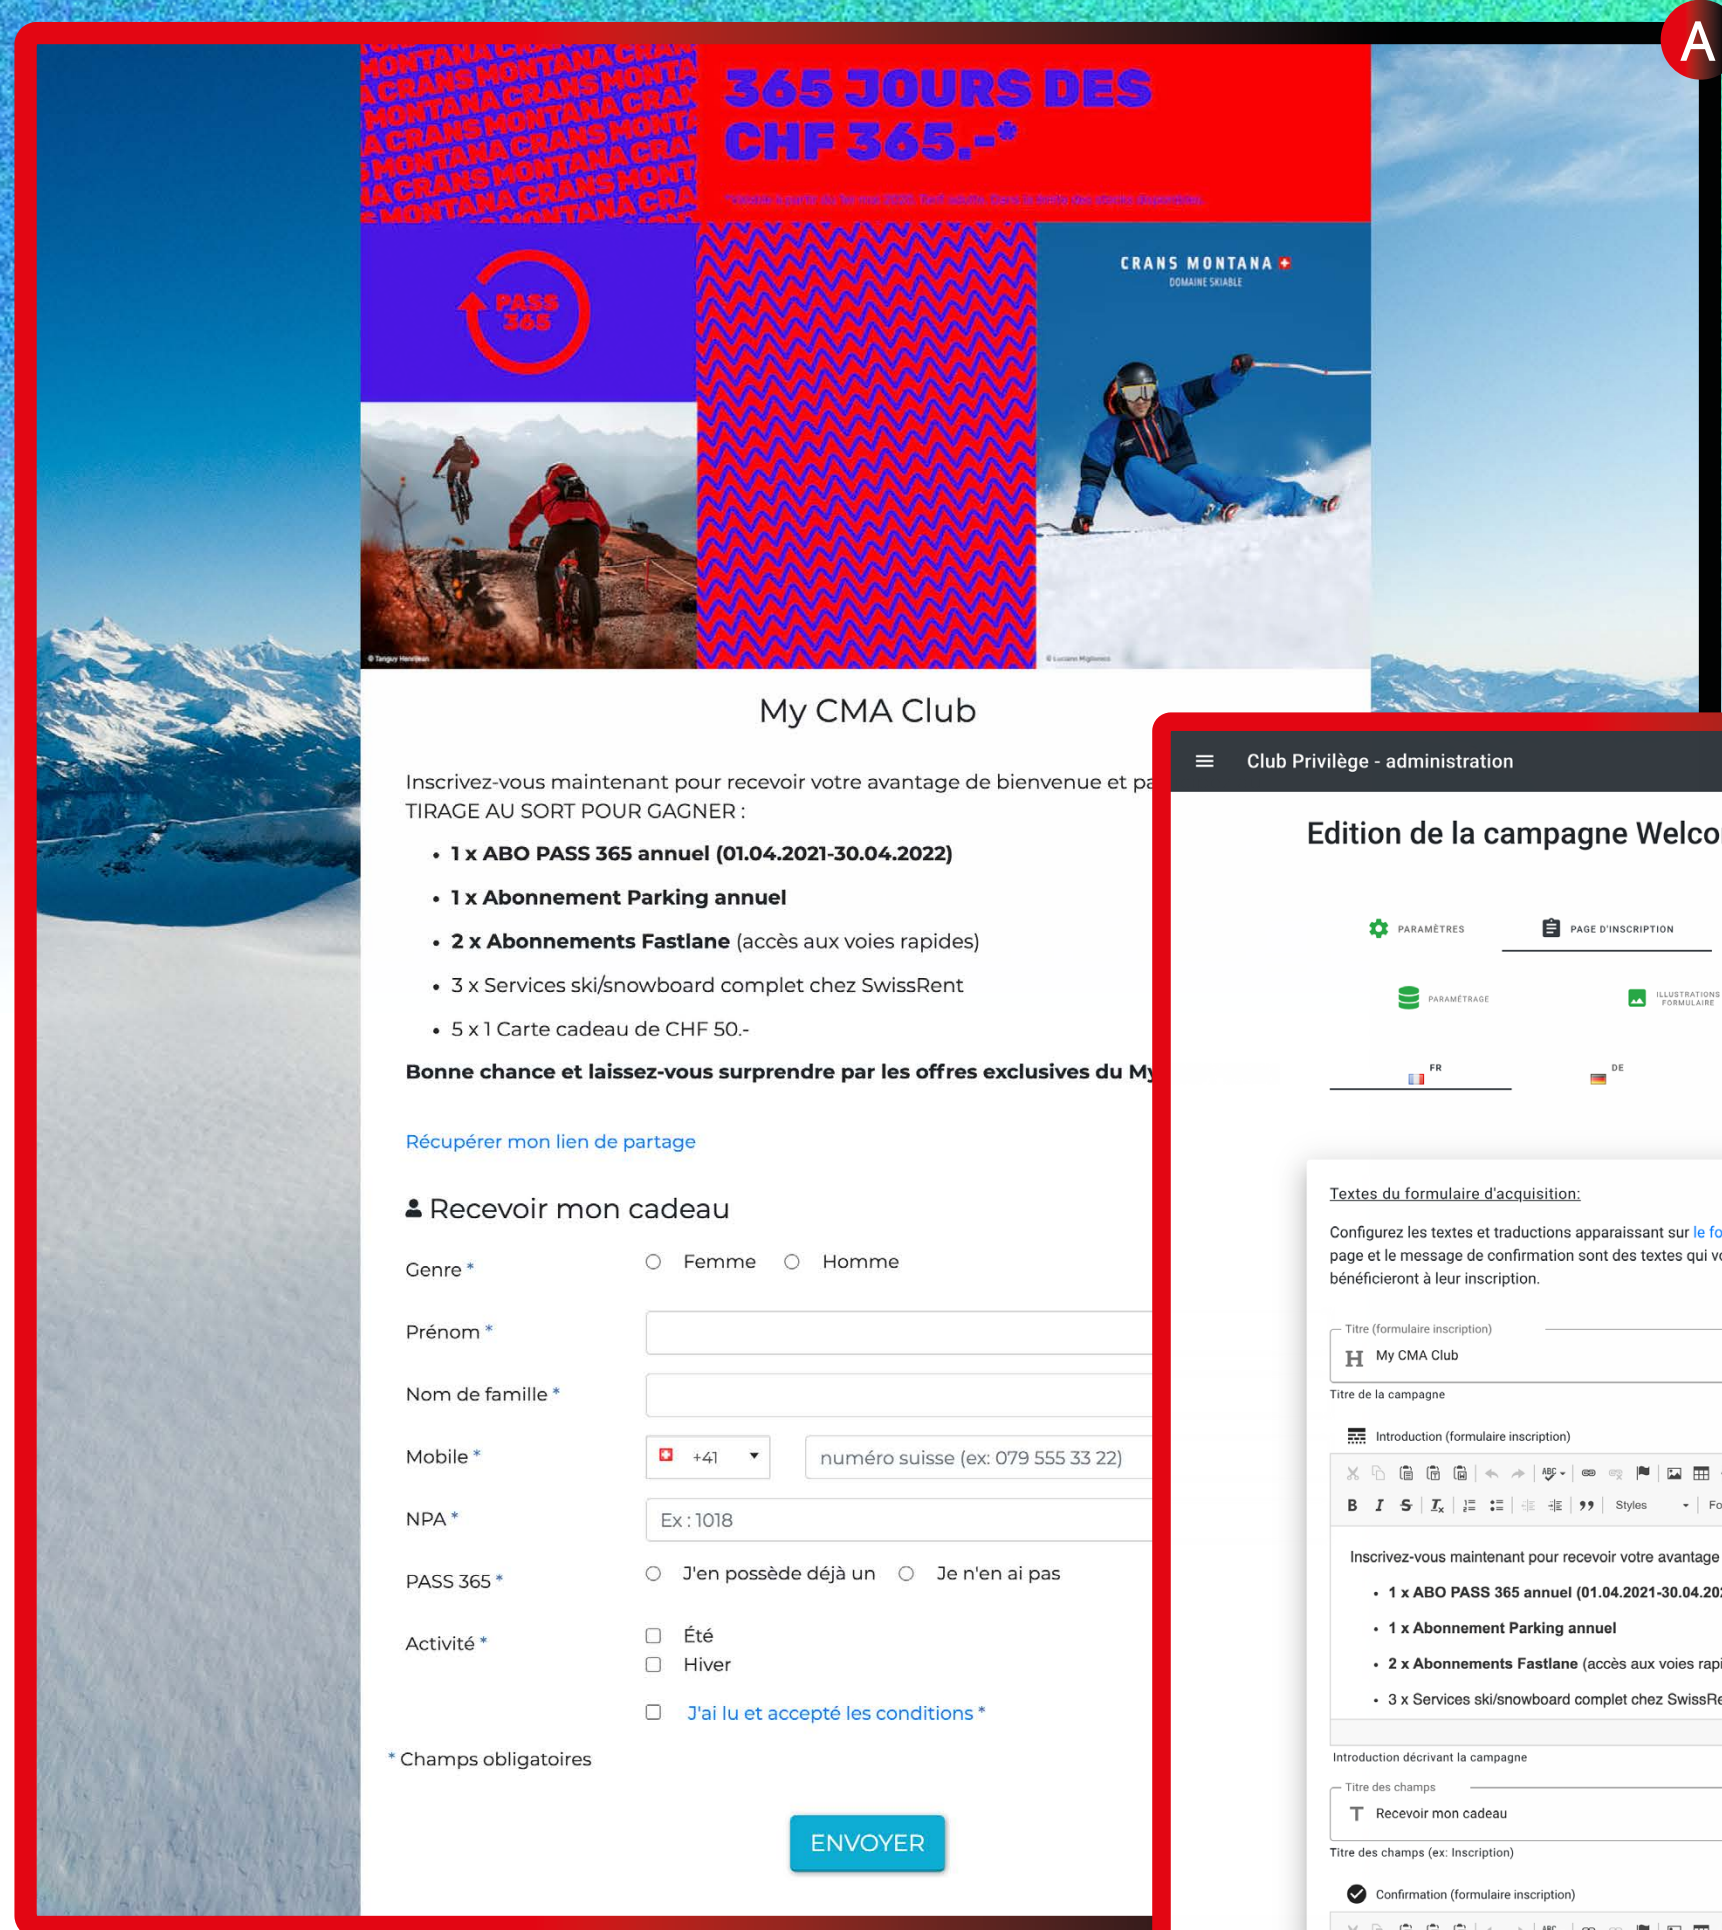 A
365 JOURS DES
CHF 365.-*
CRANS MONTANA
DOMAINE SKIABLE
PASS
365
© Tanguy Henrijean
My CMA Club
Inscrivez-vous maintenant pour recevoir votre avantage de bienvenue et pa
TIRAGE AU SORT POUR GAGNER :
• 1 x ABO PASS 365 annuel (01.04.2021-30.04.2022)
• 1 x Abonnement Parking annuel
• 2 x Abonnements Fastlane (accès aux voies rapides)
• 3 x Services ski/snowboard complet chez SwissRent
• 5 x 1 Carte cadeau de CHF 50.-
Bonne chance et laissez-vous surprendre par les offres exclusives du My
Récupérer mon lien de partage
Recevoir mon cadeau
Genre * Femme Homme
Prénom *
Nom de famille *
Mobile * +41 numéro suisse (ex: 079 555 33 22)
NPA * Ex : 1018
PASS 365 * J'en possède déjà un Je n'en ai pas
Activité * Été
Hiver
J'ai lu et accepté les conditions *
* Champs obligatoires
ENVOYER
Club Privilège - administration
Edition de la campagne Welco
PARAMÈTRES PAGE D'INSCRIPTION
PARAMÉTRAGE ILLUSTRATIONS
FORMULAIRE
FR DE
Textes du formulaire d'acquisition:
Configurez les textes et traductions apparaissant sur le fo
page et le message de confirmation sont des textes qui v
bénéficieront à leur inscription.
Titre (formulaire inscription)
H My CMA Club
Titre de la campagne
Introduction (formulaire inscription)
ABC
B I S Tx Styles Fo
Inscrivez-vous maintenant pour recevoir votre avantage
• 1 x ABO PASS 365 annuel (01.04.2021-30.04.202
• 1 x Abonnement Parking annuel
• 2 x Abonnements Fastlane (accès aux voies rapi
• 3 x Services ski/snowboard complet chez SwissRe
Introduction décrivant la campagne
Titre des champs
T Recevoir mon cadeau
Titre des champs (ex: Inscription)
Confirmation (formulaire inscription)